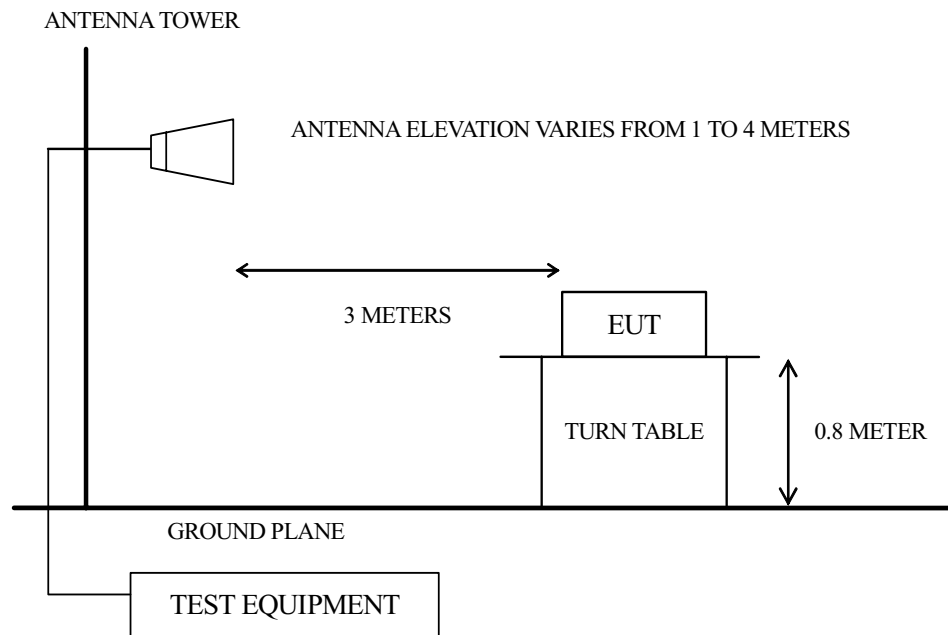 ANTENNA TOWER
ANTENNA ELEVATION VARIES FROM 1 TO 4 METERS
3 METERS
EUT
TURN TABLE
0.8 METER
GROUND PLANE
TEST EQUIPMENT